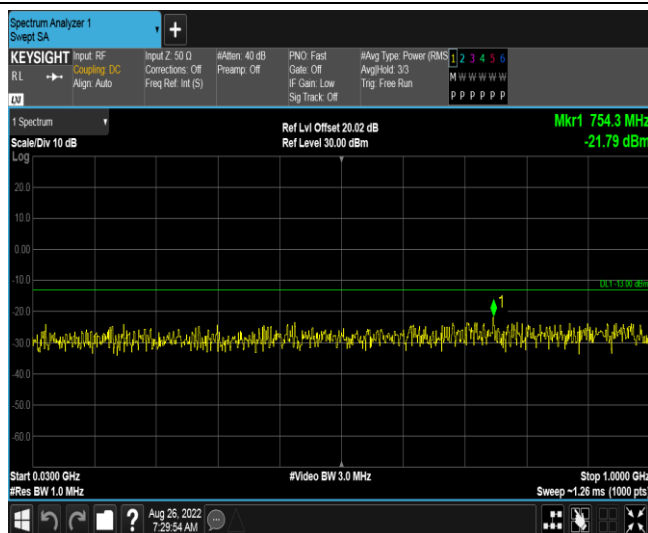 Spectrum Analyzer 1
Swept SA
+
KEYSIGHT
RL
LXI
Input: RF
Coupling: DC
Align: Auto
Input Z: 50 Ω
Corrections: Off
Freq Ref: Int (S)
#Atten: 40 dB
Preamp: Off
PNO: Fast
Gate: Off
IF Gain: Low
Sig Track: Off
#Avg Type: Power (RMS
Avg|Hold: 3/3
Trig: Free Run
1 2 3 4 5 6
M W W W W W
P P P P P P
1 Spectrum
Scale/Div 10 dB
Ref Lvl Offset 20.02 dB
Ref Level 30.00 dBm
Mkr1 754.3 MHz
-21.79 dBm
Log
20.0
10.0
0.00
-10.0
DL1 -13.00 dBm
1
-20.0
-30.0
-40.0
-50.0
-60.0
Start 0.0300 GHz
#Res BW 1.0 MHz
#Video BW 3.0 MHz
Stop 1.0000 GHz
Sweep ~1.26 ms (1000 pts)
?
Aug 26, 2022
7:29:54 AM